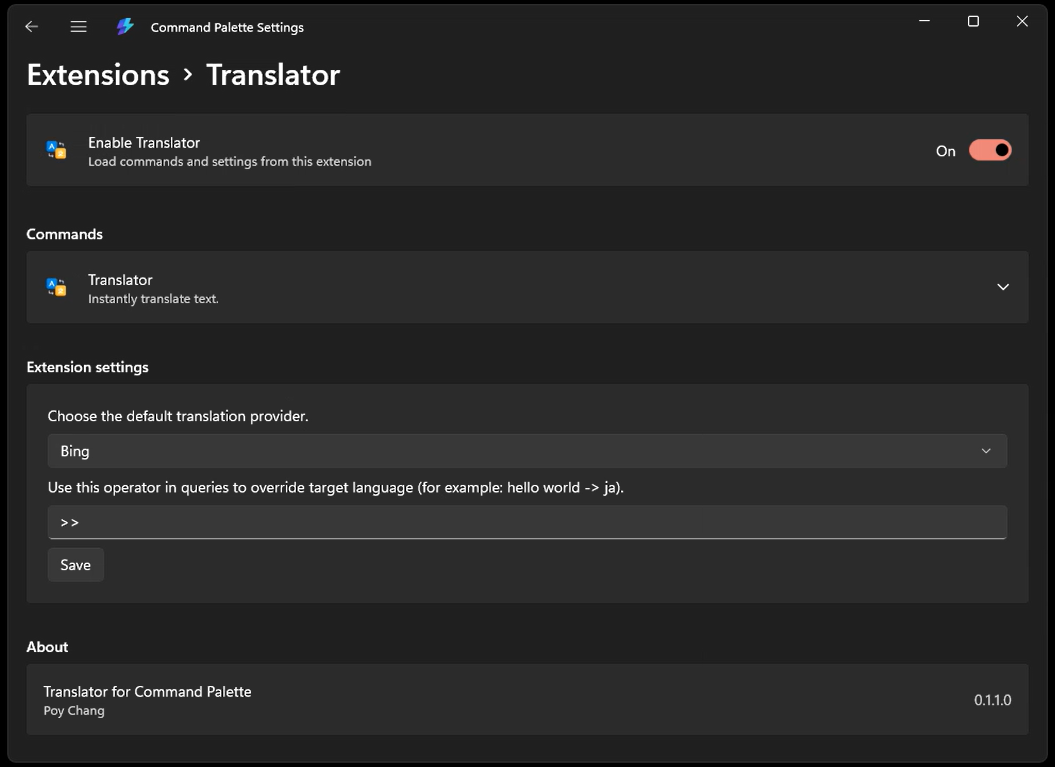 Command Palette Settings
Extensions › Translator
Enable Translator
Load commands and settings from this extension
On
Commands
Translator
Instantly translate text.
Extension settings
Choose the default translation provider.
Bing
Use this operator in queries to override target language (for example: hello world -> ja).
>>
Save
About
Translator for Command Palette
Poy Chang
0.1.1.0